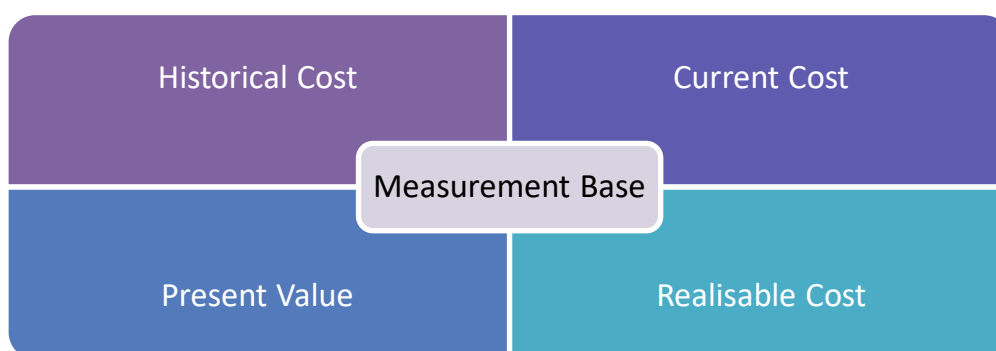 Historical Cost
Current Cost
Measurement Base
Present Value
Realisable Cost